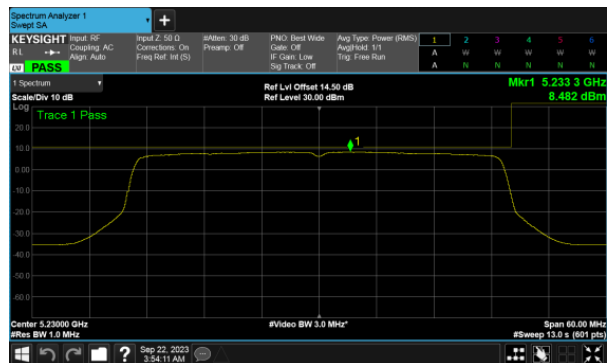 Spectrum Analyzer 1
Swept SA
KEYSIGHT Input: RF Input Z: 50 Ω #Atten: 30 dB PNO: Best Wide Avg Type: Power (RMS) 1 2 3 4 5 6
RL Coupling: AC Corrections: On Preamp: Off Gate: Off Avg|Hold: 1/1 A W W W W W
Align: Auto Freq Ref: Int (S) IF Gain: Low Trig: Free Run
LXI PASS Sig Track: Off A N N N N N
1 Spectrum Ref Lvl Offset 14.50 dB Mkr1 5.233 3 GHz
Scale/Div 10 dB Ref Level 30.00 dBm 8.482 dBm
Log
Trace 1 Pass
20.0
10.0
1
0.00
-10.0
-20.0
-30.0
-40.0
-50.0
-60.0
Center 5.23000 GHz #Video BW 3.0 MHz* Span 60.00 MHz
#Res BW 1.0 MHz #Sweep 13.0 s (601 pts)
? Sep 22, 2023
3:54:11 AM